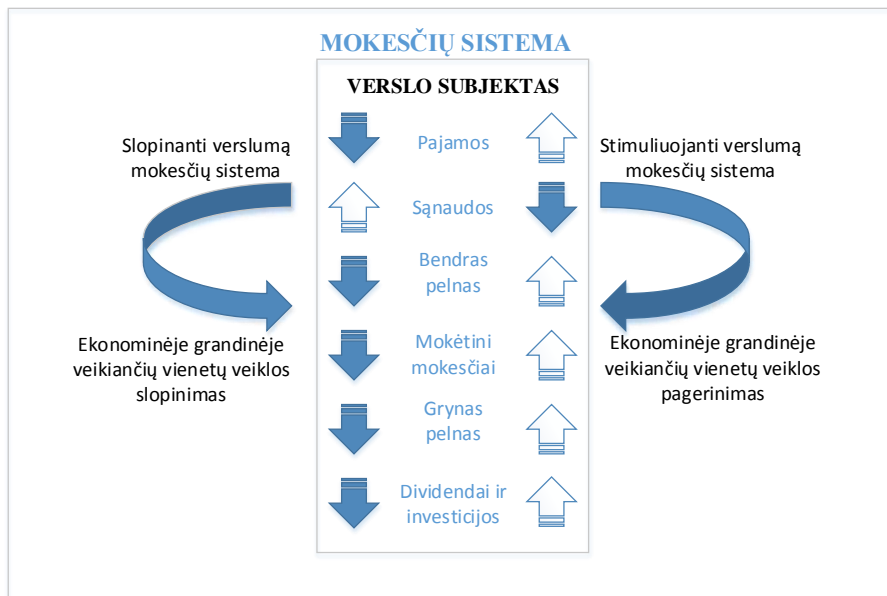 MOKESČIŲ SISTEMA
VERSLO SUBJEKTAS
Slopinanti verslumą
mokesčių sistema
Pajamos
Stimuliuojanti verslumą
mokesčių sistema
Sąnaudos
Bendras
pelnas
Ekonominėje grandinėje
veikiančių vienetų veiklos
slopinimas
Mokėtini
mokesčiai
Ekonominėje grandinėje
veikiančių vienetų veiklos
pagerinimas
Grynas
pelnas
Dividendai ir
investicijos